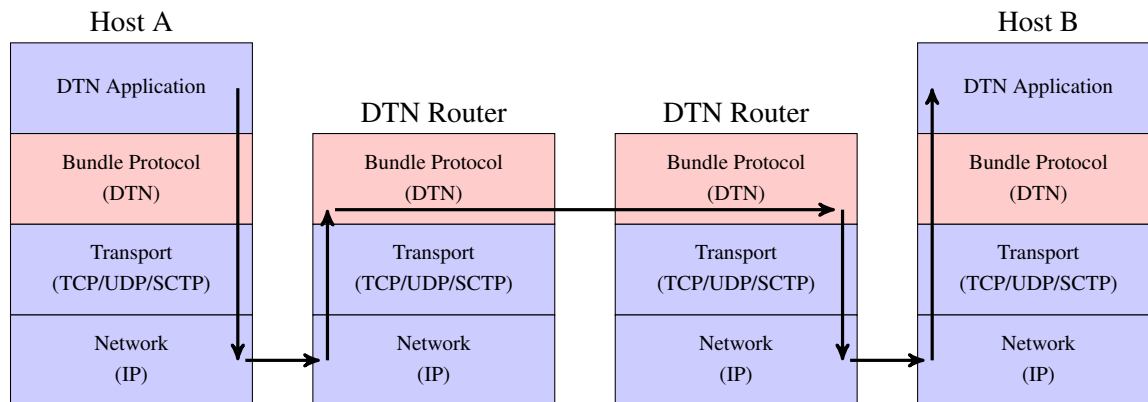 Host A
DTN Application
Bundle Protocol
(DTN)
Transport
(TCP/UDP/SCTP)
Network
(IP)
DTN Router
Bundle Protocol
(DTN)
Transport
(TCP/UDP/SCTP)
Network
(IP)
DTN Router
Bundle Protocol
(DTN)
Transport
(TCP/UDP/SCTP)
Network
(IP)
Host B
DTN Application
Bundle Protocol
(DTN)
Transport
(TCP/UDP/SCTP)
Network
(IP)